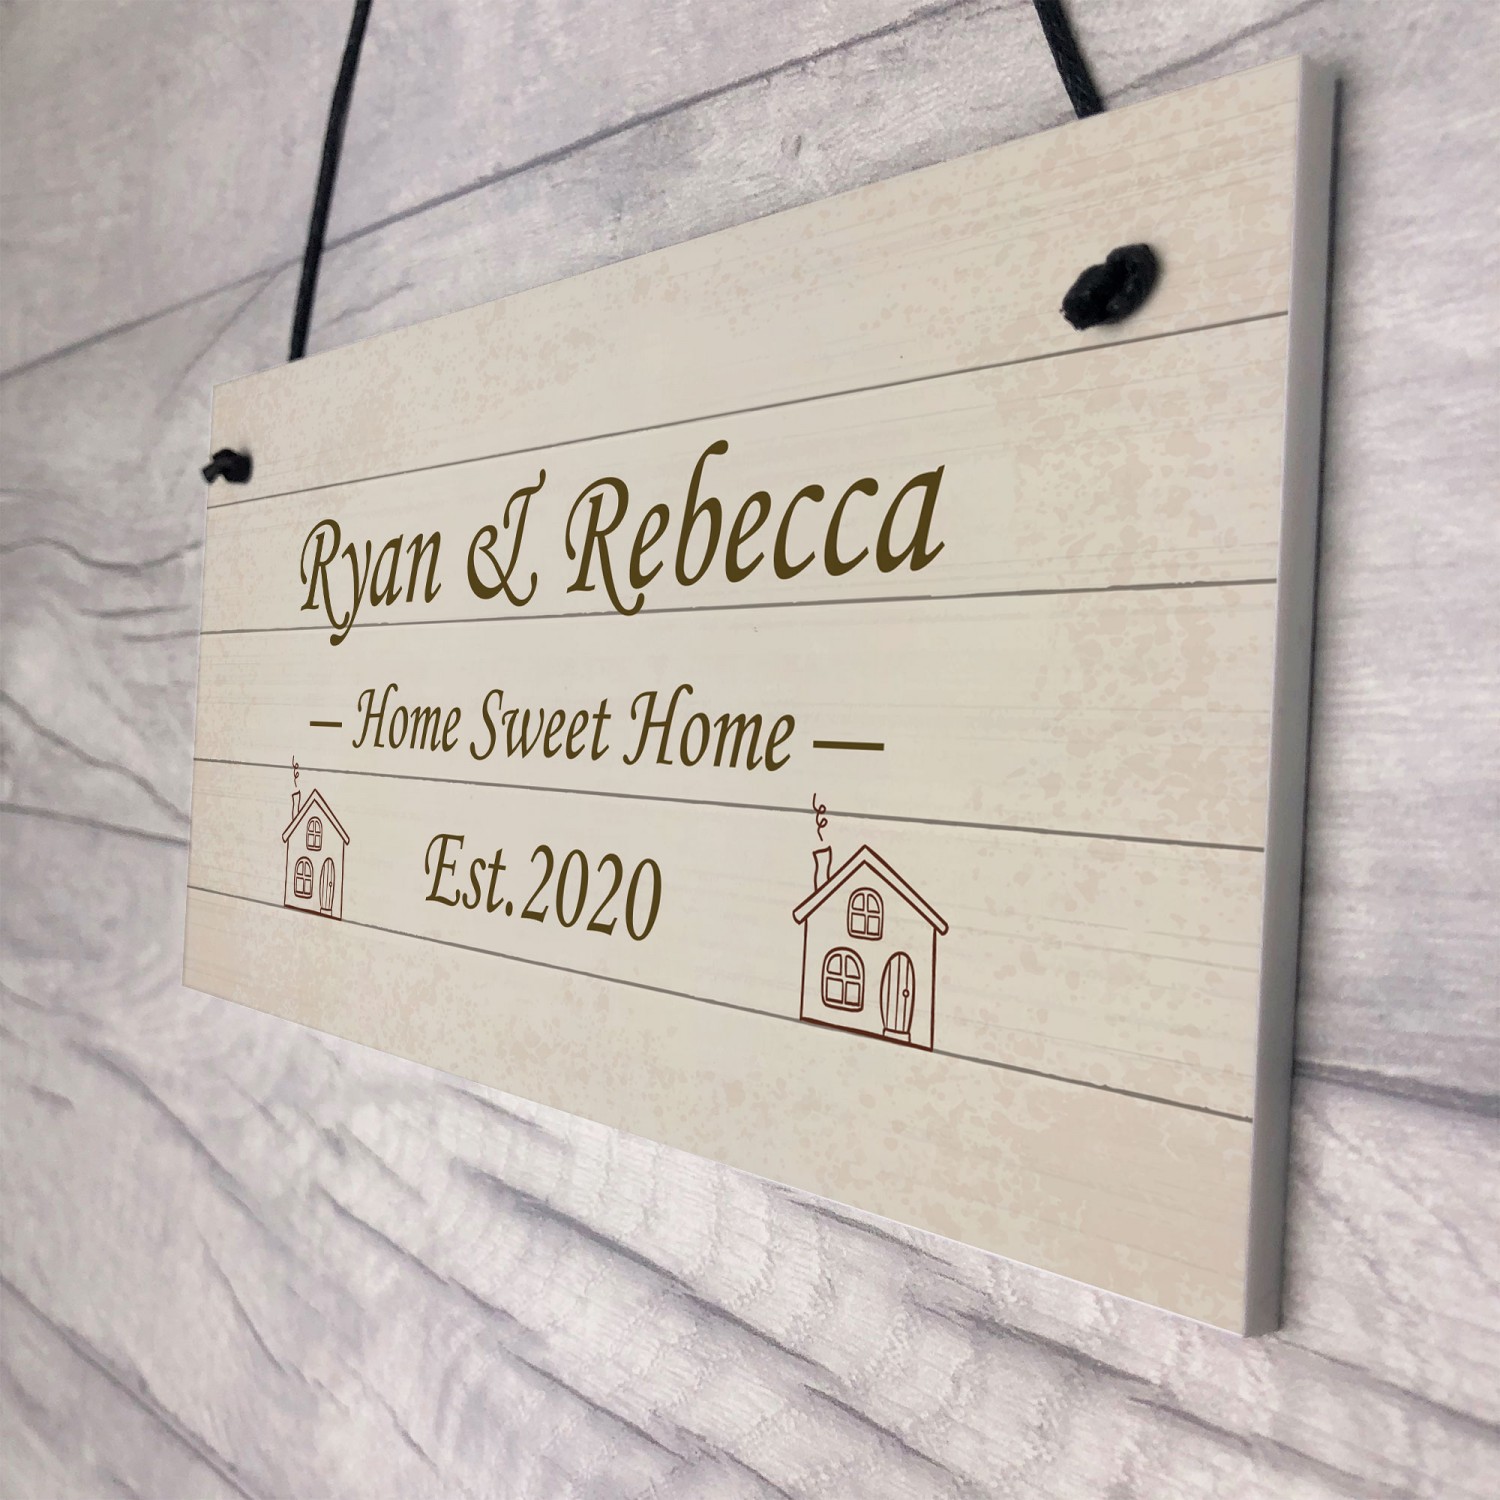 Ryan & Rebecca
– Home Sweet Home –
Est.2020